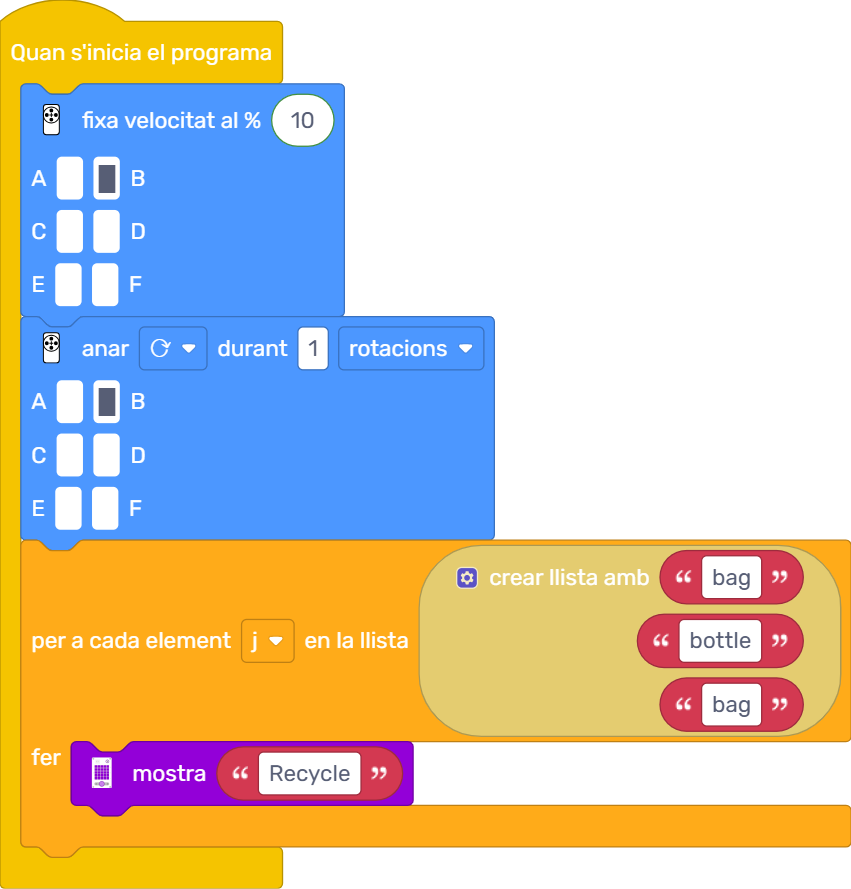 Quan s'inicia el programa
fixa velocitat al % 10
A B
C D
E F
anar durant 1 rotacions
A B
C D
E F
crear llista amb “ bag ”
per a cada element j en la llista “ bottle ”
“ bag ”
fer mostra “ Recycle ”